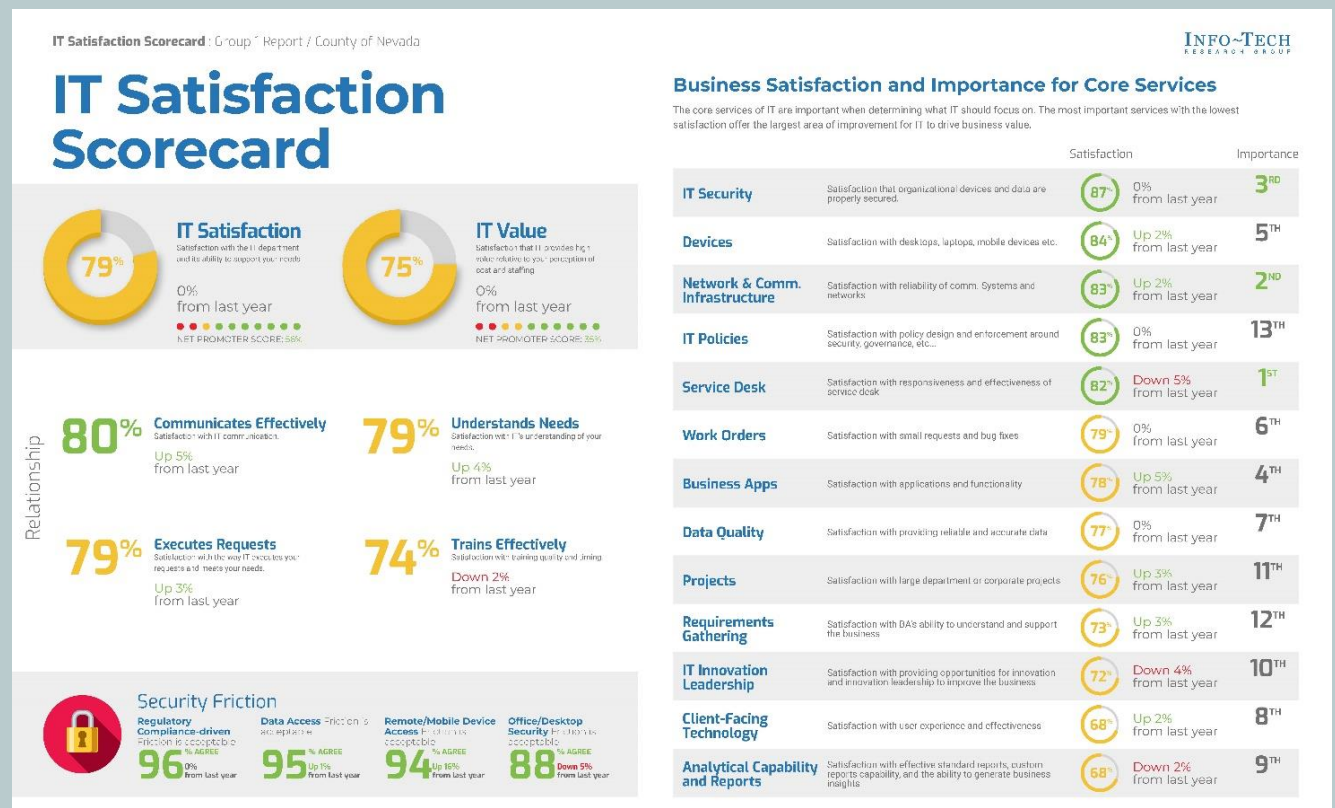 IT Satisfaction Scorecard : Group 1 Report / County of Nevada
INFO~TECH
RESEARCH GROUP
IT Satisfaction
Scorecard
79%
IT Satisfaction
Satisfaction with the IT department
and its ability to support your needs
0%
from last year
NET PROMOTER SCORE: 58%
75%
IT Value
Satisfaction that IT provides high
value relative to your perception of
cost and staffing
0%
from last year
NET PROMOTER SCORE: 35%
Relationship
80%
Communicates Effectively
Satisfaction with IT communication.
Up 5%
from last year
79%
Understands Needs
Satisfaction with IT's understanding of your
needs.
Up 4%
from last year
79%
Executes Requests
Satisfaction with the way IT executes your
requests and meets your needs.
Up 3%
from last year
74%
Trains Effectively
Satisfaction with training quality and timing.
Down 2%
from last year
Security Friction
Regulatory
Compliance-driven
Friction is acceptable
96% AGREE
0%
from last year
Data Access Friction is
acceptable
95% AGREE
Up 1%
from last year
Remote/Mobile Device
Access Friction is
acceptable
94% AGREE
Up 16%
from last year
Office/Desktop
Security Friction is
acceptable
88% AGREE
Down 5%
from last year
Business Satisfaction and Importance for Core Services
The core services of IT are important when determining what IT should focus on. The most important services with the lowest
satisfaction offer the largest area of improvement for IT to drive business value.
Satisfaction Importance
IT Security
Satisfaction that organizational devices and data are
properly secured.
87%
0%
from last year
3RD
Devices
Satisfaction with desktops, laptops, mobile devices etc.
84%
Up 2%
from last year
5TH
Network & Comm.
Infrastructure
Satisfaction with reliability of comm. Systems and
networks
83%
Up 2%
from last year
2ND
IT Policies
Satisfaction with policy design and enforcement around
security, governance, etc...
83%
0%
from last year
13TH
Service Desk
Satisfaction with responsiveness and effectiveness of
service desk
82%
Down 5%
from last year
1ST
Work Orders
Satisfaction with small requests and bug fixes
79%
0%
from last year
6TH
Business Apps
Satisfaction with applications and functionality
78%
Up 5%
from last year
4TH
Data Quality
Satisfaction with providing reliable and accurate data
77%
0%
from last year
7TH
Projects
Satisfaction with large department or corporate projects
76%
Up 3%
from last year
11TH
Requirements
Gathering
Satisfaction with BA's ability to understand and support
the business
73%
Up 3%
from last year
12TH
IT Innovation
Leadership
Satisfaction with providing opportunities for innovation
and innovation leadership to improve the business
72%
Down 4%
from last year
10TH
Client-Facing
Technology
Satisfaction with user experience and effectiveness
68%
Up 2%
from last year
8TH
Analytical Capability
and Reports
Satisfaction with effective standard reports, custom
reports capability, and the ability to generate business
insights
68%
Down 2%
from last year
9TH